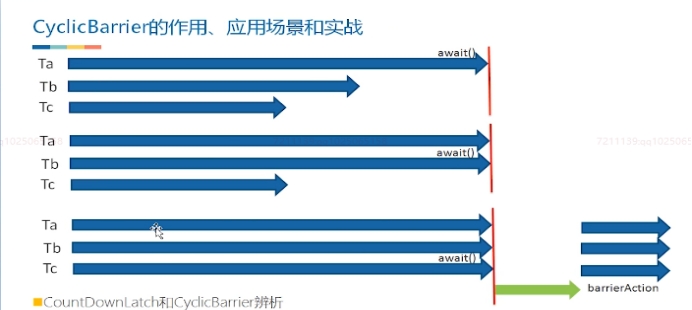 CyclicBarrier的作用、应用场景和实战
await()
Ta
Tb
Tc
Ta
await()
Tb
Tc
Ta
Tb
await()
Tc
barrierAction
CountDownLatch和CyclicBarrier辨析